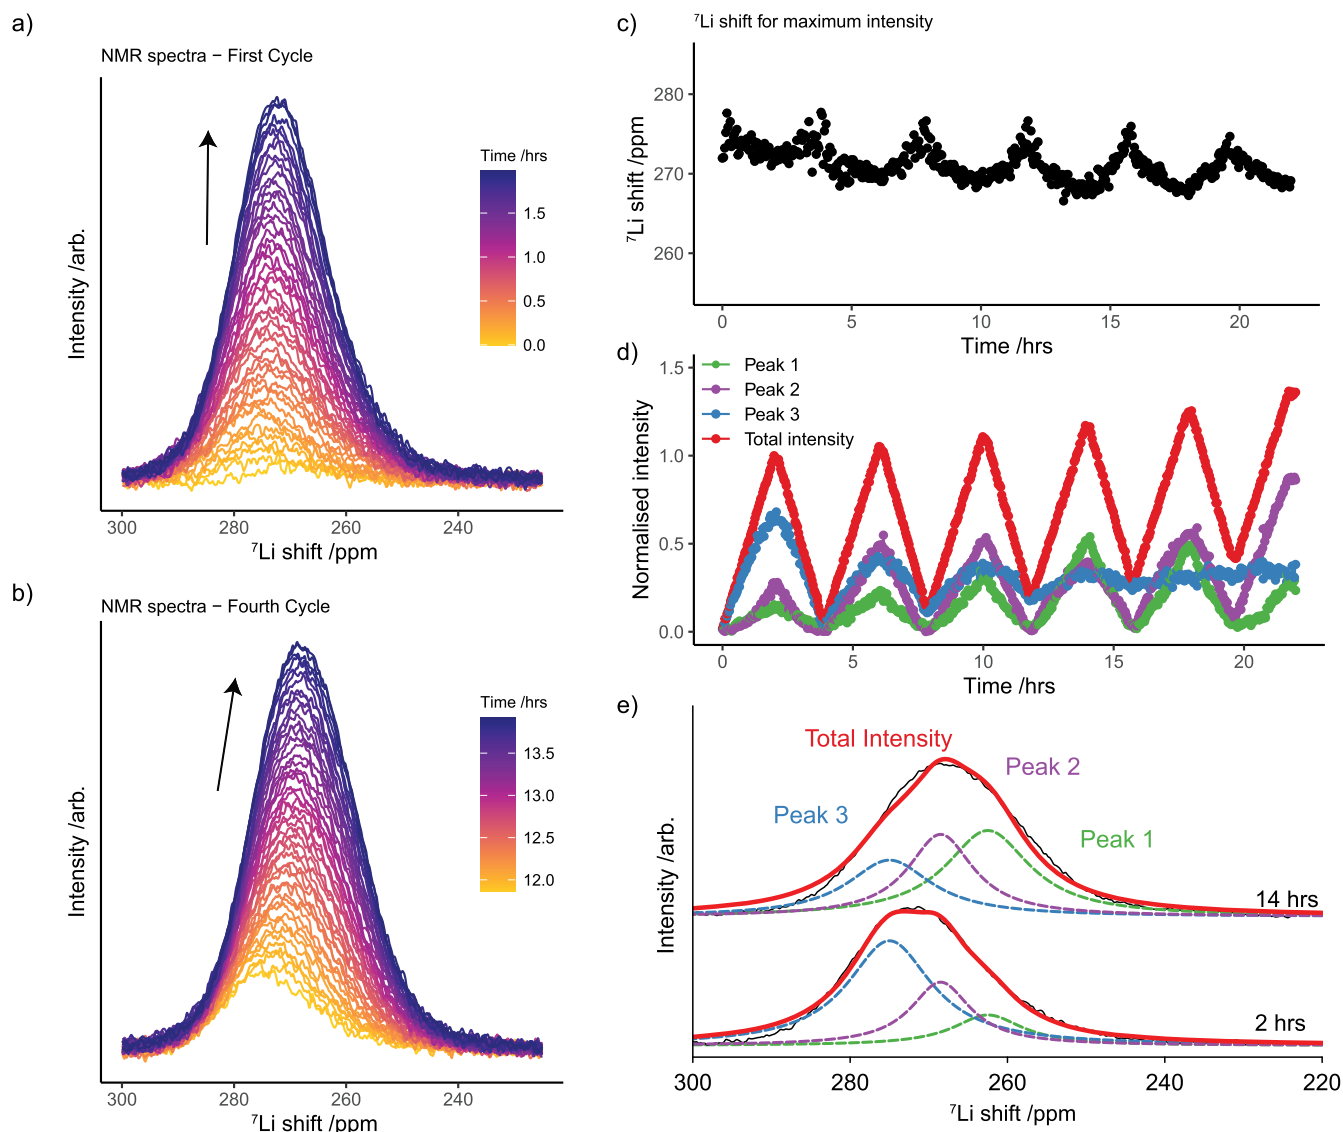 a)
NMR spectra − First Cycle
Intensity /arb.
Time /hrs
1.5
1.0
0.5
0.0
300
280
260
240
⁷Li shift /ppm
b)
NMR spectra − Fourth Cycle
Intensity /arb.
Time /hrs
13.5
13.0
12.5
12.0
300
280
260
240
⁷Li shift /ppm
c)
⁷Li shift for maximum intensity
⁷Li shift /ppm
280
270
260
0
5
10
15
20
Time /hrs
d)
Normalised intensity
1.5
1.0
0.5
0.0
Peak 1
Peak 2
Peak 3
Total intensity
0
5
10
15
20
Time /hrs
e)
Intensity /arb.
Total Intensity
Peak 2
Peak 3
Peak 1
14 hrs
2 hrs
300
280
260
240
220
⁷Li shift /ppm